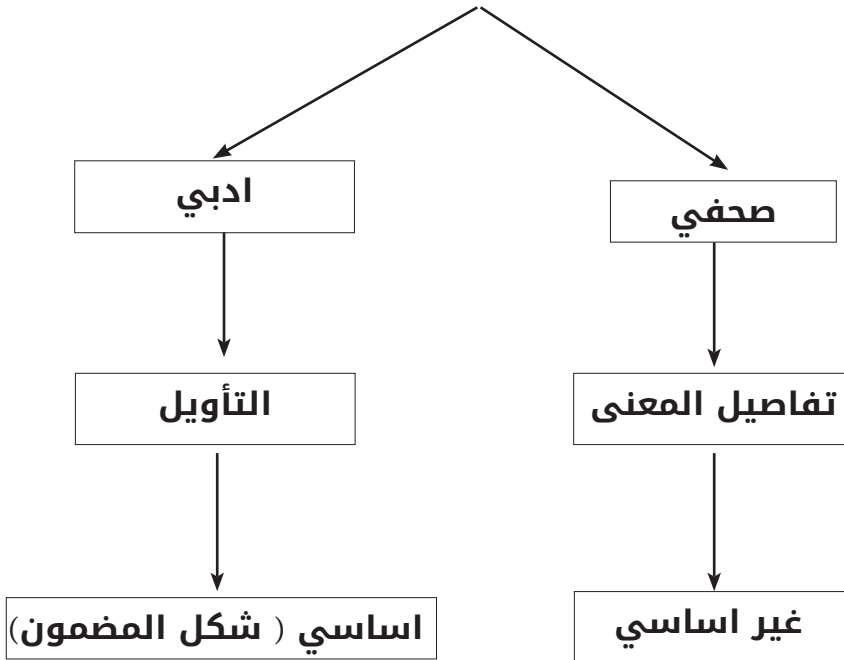 صحفي
ادبي
تفاصيل المعنى
التأويل
غير اساسي
اساسي ( شكل المضمون)